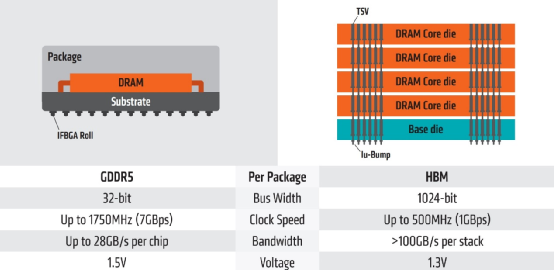 TSV
Package
DRAM
Substrate
IFBGA Roll
DRAM Core die
DRAM Core die
DRAM Core die
DRAM Core die
Base die
Iu-Bump
GDDR5 Per Package HBM
32-bit Bus Width 1024-bit
Up to 1750MHz (7GBps) Clock Speed Up to 500MHz (1GBps)
Up to 28GB/s per chip Bandwidth >100GB/s per stack
1.5V Voltage 1.3V